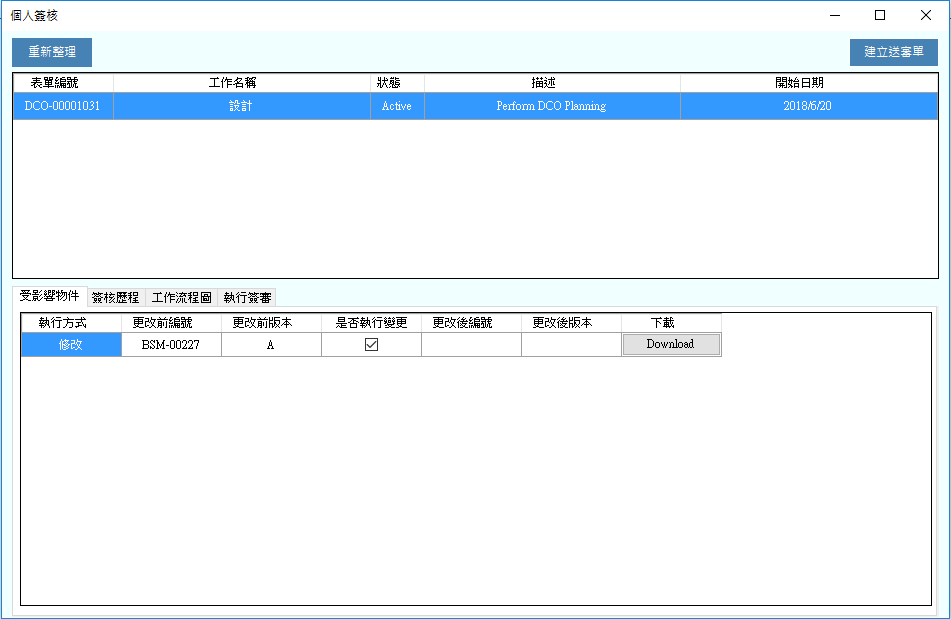 個人簽核
重新整理 建立送審單
表單編號 工作名稱 狀態 描述 開始日期
DCO-00001031 設計 Active Perform DCO Planning 2018/6/20
受影響物件 簽核歷程 工作流程圖 執行簽審
執行方式 更改前編號 更改前版本 是否執行變更 更改後編號 更改後版本 下載
修改 BSM-00227 A Download